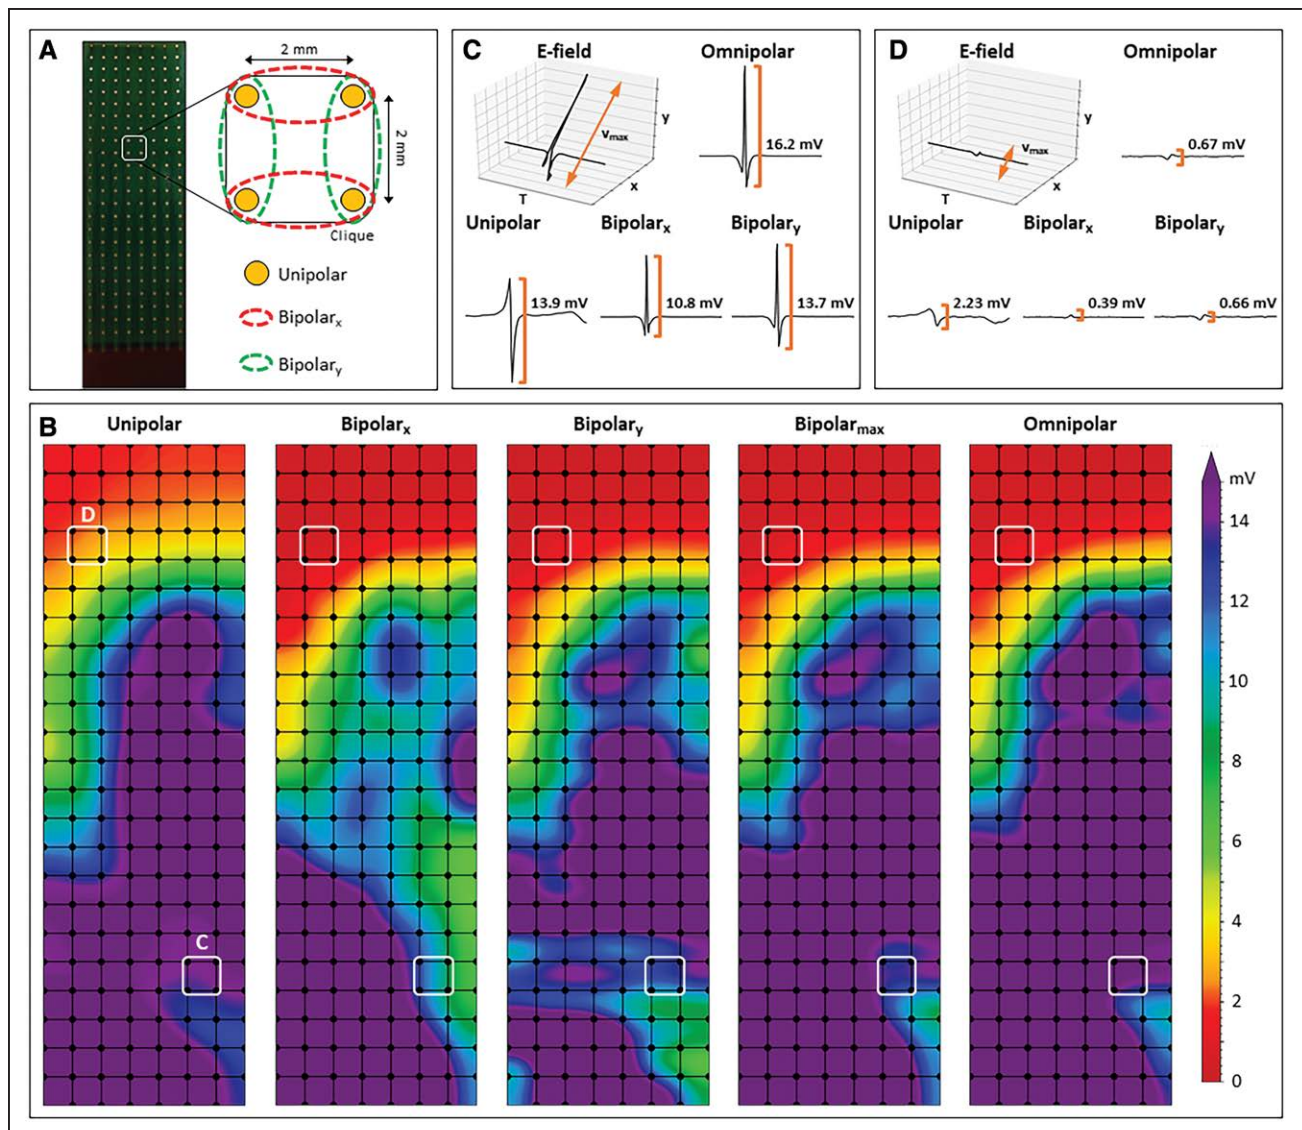 A
2 mm
2 mm
Clique
Unipolar
Bipolarx
Bipolary
C
E-field
Omnipolar
y
vmax
x
T
16.2 mV
Unipolar
Bipolarx
Bipolary
13.9 mV
10.8 mV
13.7 mV
D
E-field
Omnipolar
y
vmax
x
T
0.67 mV
Unipolar
Bipolarx
Bipolary
2.23 mV
0.39 mV
0.66 mV
B
Unipolar
Bipolarx
Bipolary
Bipolarmax
Omnipolar
D
C
mV
14
12
10
8
6
4
2
0